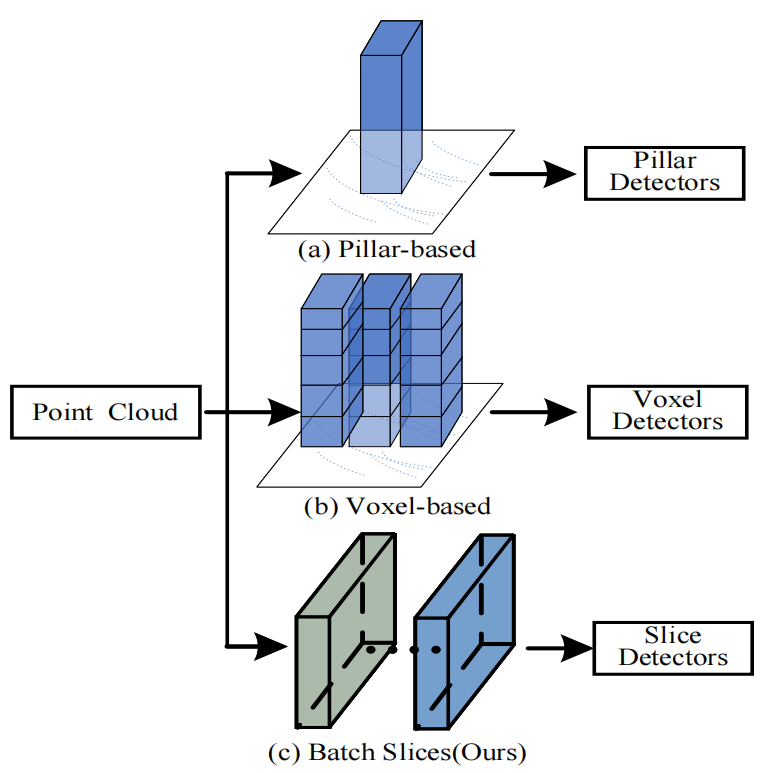 Pillar
Detectors
(a) Pillar-based
Point Cloud
Voxel
Detectors
(b) Voxel-based
Slice
Detectors
(c) Batch Slices(Ours)